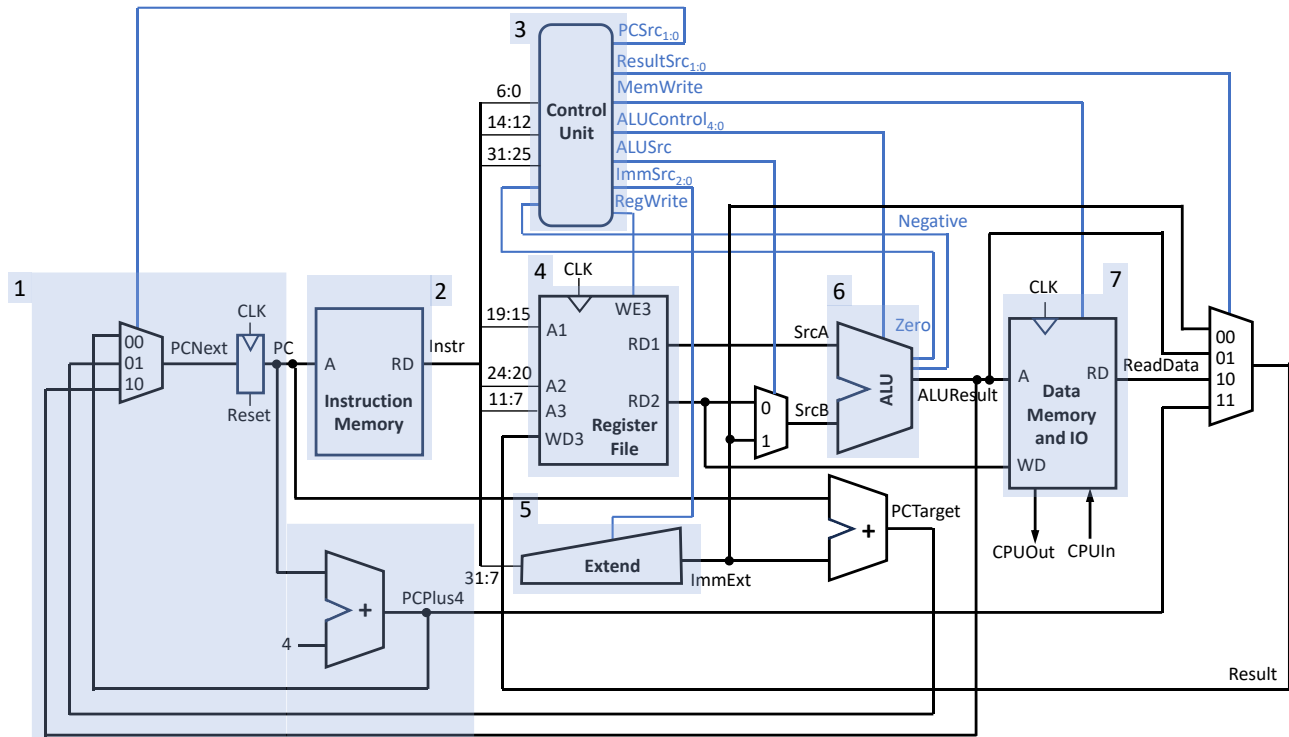 3
PCSrc1:0
ResultSrc1:0
MemWrite
ALUControl4:0
ALUSrc
ImmSrc2:0
RegWrite
6:0
14:12
31:25
Control
Unit
Negative
Zero
1
CLK
00
01
10
PCNext
PC
Reset
2
A
RD
Instr
Instruction
Memory
4
CLK
WE3
19:15
A1
RD1
24:20
A2
RD2
11:7
A3
WD3
Register
File
SrcA
0
1
SrcB
6
ALU
ALUResult
7
CLK
A
RD
Data
Memory
and IO
WD
ReadData
00
01
10
11
CPUOut
CPUIn
5
Extend
31:7
ImmExt
+
PCTarget
PCPlus4
+
4
Result